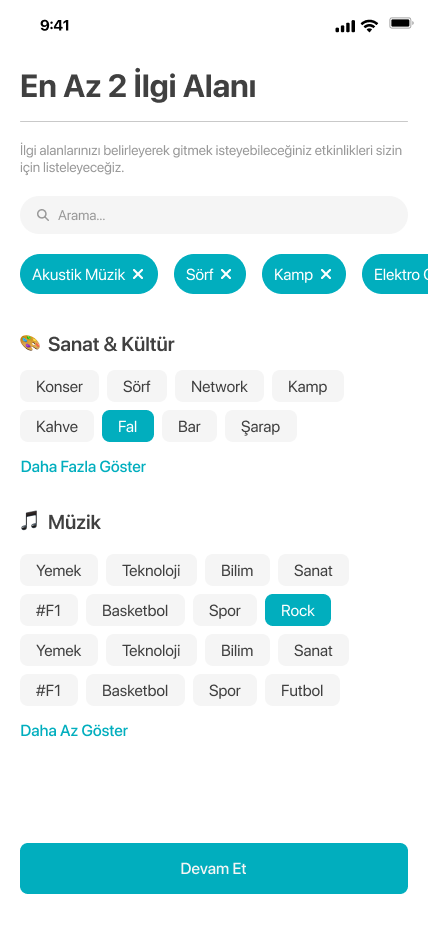 9:41
En Az 2 İlgi Alanı
İlgi alanlarınızı belirleyerek gitmek isteyebileceğiniz etkinlikleri sizin
için listeleyeceğiz.
Arama...
Akustik Müzik Sörf Kamp Elektro
Sanat & Kültür
Konser Sörf Network Kamp
Kahve Fal Bar Şarap
Daha Fazla Göster
Müzik
Yemek Teknoloji Bilim Sanat
#F1 Basketbol Spor Rock
Yemek Teknoloji Bilim Sanat
#F1 Basketbol Spor Futbol
Daha Az Göster
Devam Et